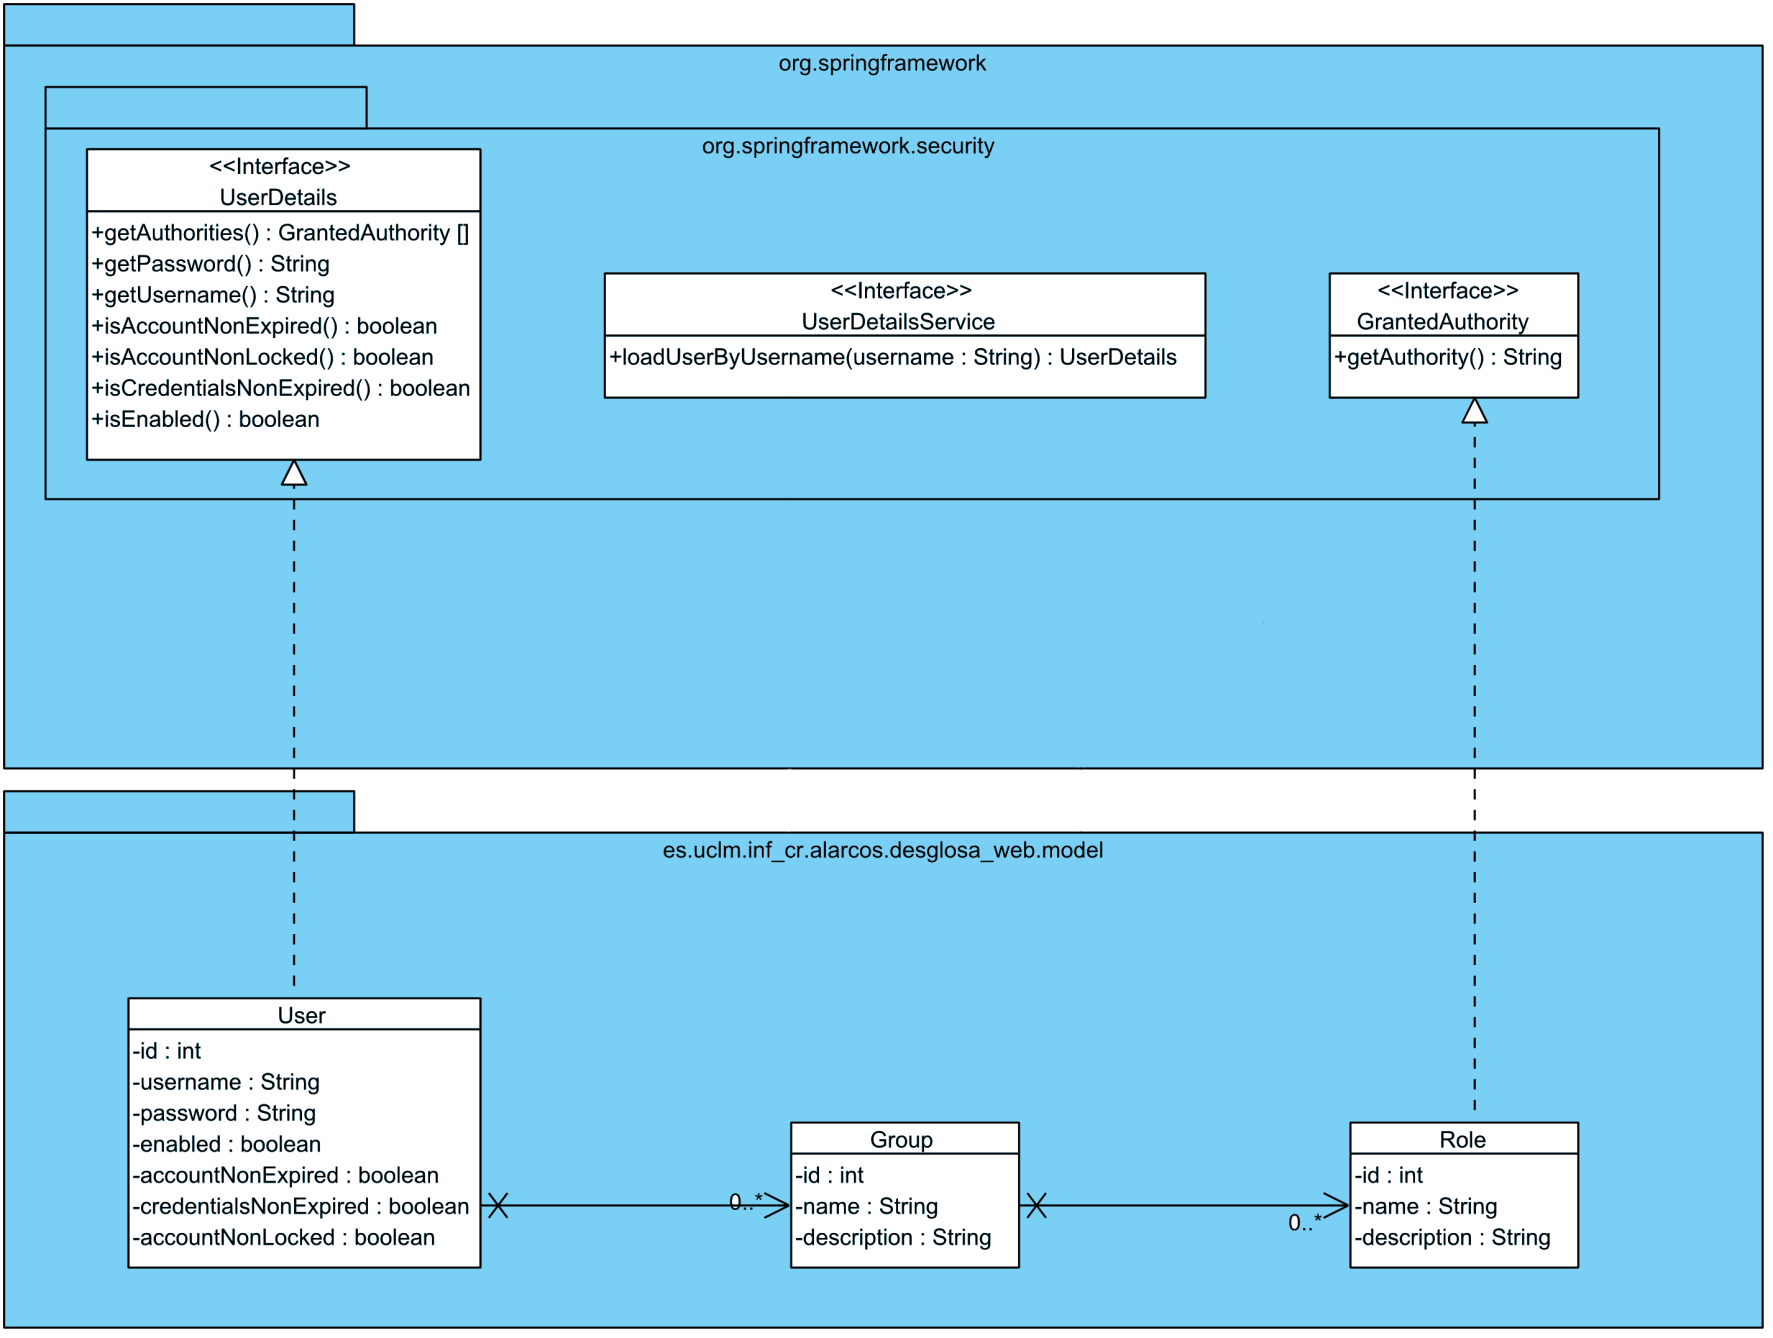 org.springframework
org.springframework.security
<<Interface>>
UserDetails
+getAuthorities() : GrantedAuthority []
+getPassword() : String
+getUsername() : String
+isAccountNonExpired() : boolean
+isAccountNonLocked() : boolean
+isCredentialsNonExpired() : boolean
+isEnabled() : boolean
<<Interface>>
UserDetailsService
+loadUserByUsername(username : String) : UserDetails
<<Interface>>
GrantedAuthority
+getAuthority() : String
es.uclm.inf_cr.alarcos.desglosa_web.model
User
-id : int
-username : String
-password : String
-enabled : boolean
-accountNonExpired : boolean
-credentialsNonExpired : boolean
-accountNonLocked : boolean
0..*
Group
-id : int
-name : String
-description : String
0..*
Role
-id : int
-name : String
-description : String